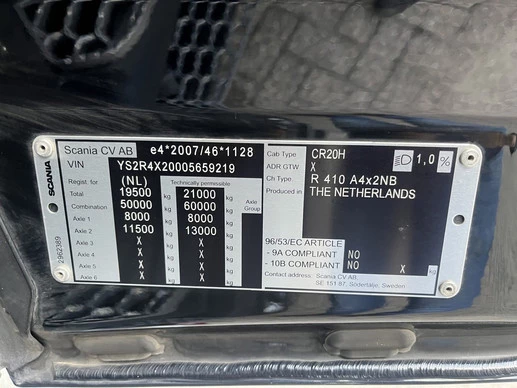 SCANIA
2962389
Scania CV AB e4*2007/46*1128
VIN YS2R4X20005659219
Regist. for (NL) Technically permissible
Vehicle 19500 kg 21000 kg
Combination 50000 kg 60000 kg Axle Group
Axle 1 8000 kg 8000 kg
Axle 2 11500 kg 13000 kg
Axle 3 X kg X kg kg
Axle 4 X kg X kg
Axle 5 X kg X kg kg
Axle 6 X kg X kg
Cab Type CR20H 1,0 %
ADR GTW X
Ch Type. R 410 A4x2NB
Produced in THE NETHERLANDS
96/53/EC ARTICLE
- 9A COMPLIANT NO
- 10B COMPLIANT NO X kg
Contact address: Scania CV AB,
SE 151 87, Södertälje, Sweden